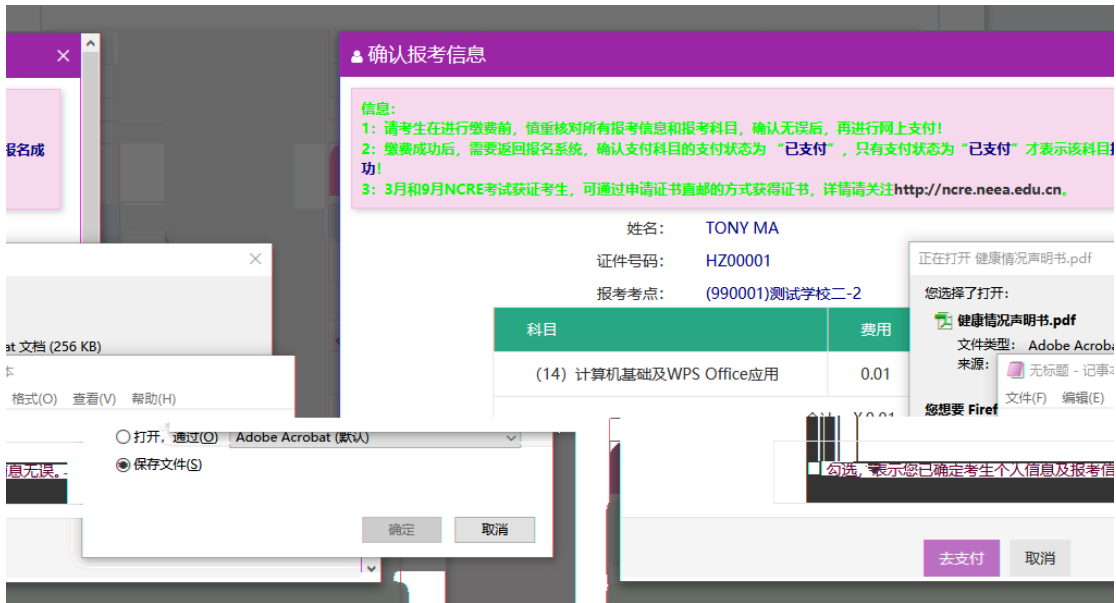 确认报考信息
信息:
1: 请考生在进行缴费前, 慎重核对所有报考信息和报考科目, 确认无误后, 再进行网上支付!
报名成
2: 缴费成功后, 需要返回报名系统, 确认支付科目的支付状态为 “已支付” , 只有支付状态为 “已支付” 才表示该科目
功!
3: 3月和9月NCRE考试获证考生, 可通过申请证书直邮的方式获得证书, 详情请关注http://ncre.neea.edu.cn。
姓名: TONY MA
证件号码: HZ00001
正在打开 健康情况声明书.pdf
报考考点: (990001)测试学校二-2
您选择了打开:
健康情况声明书.pdf
科目 费用
at 文档 (256 KB)
文件类型: Adobe Acroba
来源:
无标题 - 记事本
本
(14) 计算机基础及WPS Office应用 0.01
格式(O) 查看(V) 帮助(H)
文件(F) 编辑(E)
您想要 Firef
打开, 通过(O) Adobe Acrobat (默认)
保存文件(S)
信息无误。
勾选, 表示您已确定考生个人信息及报考信
确定 取消
去支付 取消